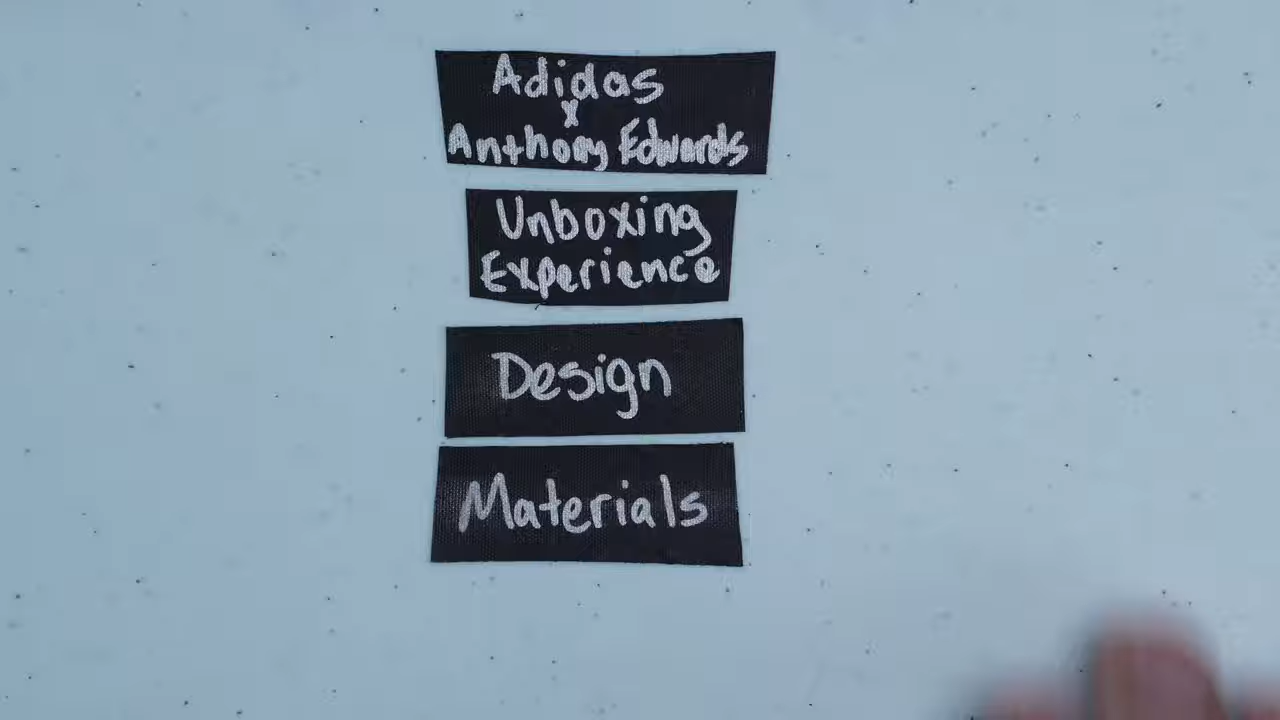 Adidas
x
Anthony Edwards
Unboxing
Experience
Design
Materials